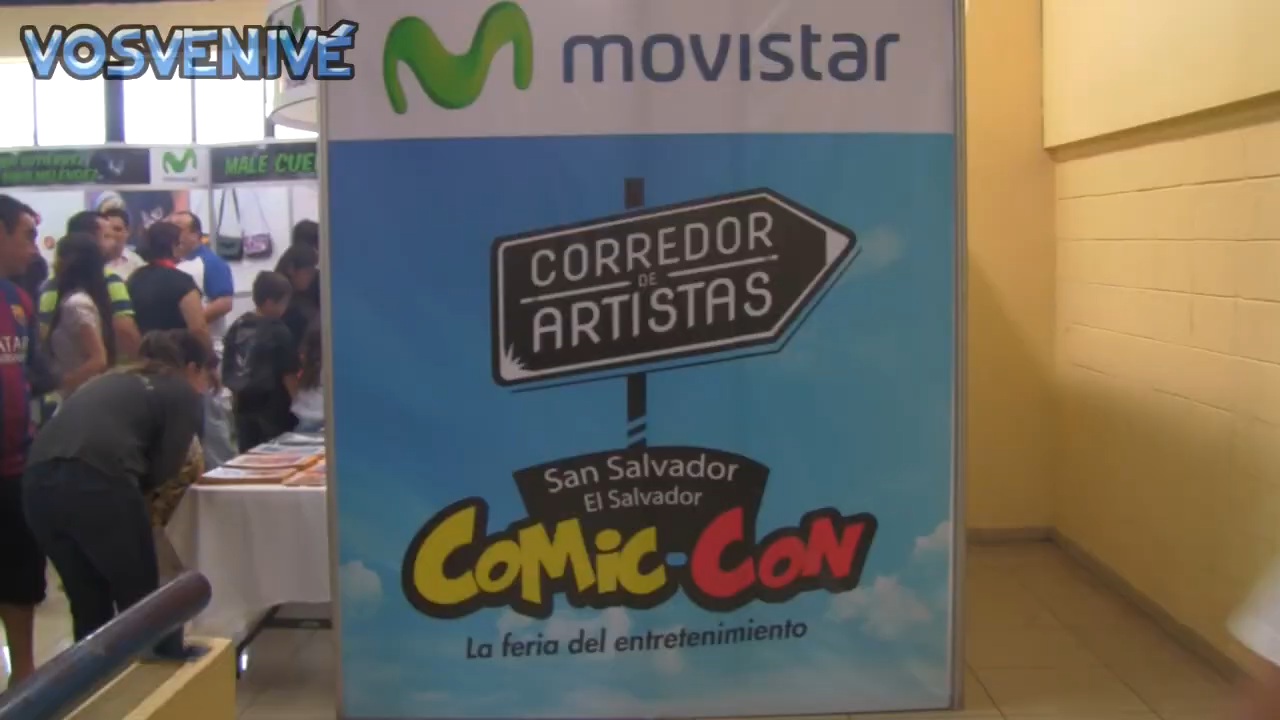 VOSVENIVÉ
movistar
MALE CUE
CORREDOR
DE
ARTISTAS
San Salvador
El Salvador
COMIC-CON
La feria del entretenimiento